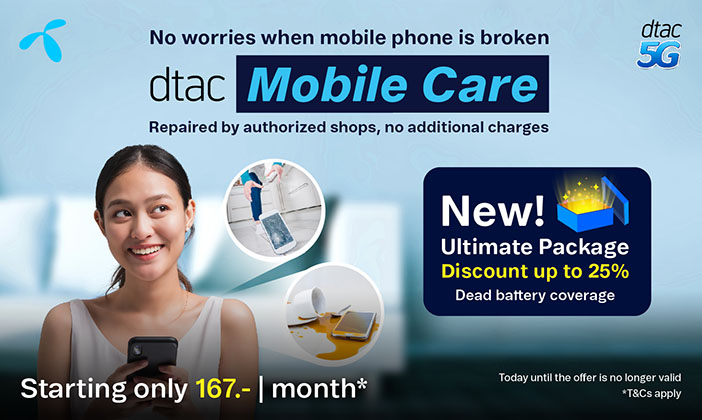 No worries when mobile phone is broken
dtac
5G
dtac Mobile Care
Repaired by authorized shops, no additional charges
New!
Ultimate Package
Discount up to 25%
Dead battery coverage
Starting only 167.- | month*
Today until the offer is no longer valid
*T&Cs apply